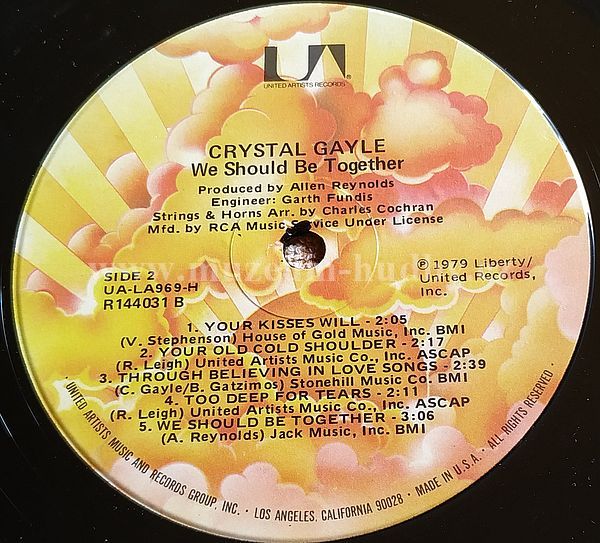 UA®
UNITED ARTISTS RECORDS
CRYSTAL GAYLE
We Should Be Together
Produced by Allen Reynolds
Engineer: Garth Fundis
Strings & Horns Arr. by Charles Cochran
Mfd. by RCA Music Service Under License
SIDE 2
UA-LA969-H
R144031 B
℗ 1979 Liberty/
United Records,
Inc.
1. YOUR KISSES WILL - 2:05
(V. Stephenson) House of Gold Music, Inc. BMI
2. YOUR OLD COLD SHOULDER - 2:17
(R. Leigh) United Artists Music Co., Inc. ASCAP
3. THROUGH BELIEVING IN LOVE SONGS - 2:39
(C. Gayle/B. Gatzimos) Stonehill Music Co. BMI
4. TOO DEEP FOR TEARS - 2:11
(R. Leigh) United Artists Music Co., Inc. ASCAP
5. WE SHOULD BE TOGETHER - 3:06
(A. Reynolds) Jack Music, Inc. BMI
· UNITED ARTISTS MUSIC AND RECORDS GROUP, INC. · LOS ANGELES, CALIFORNIA 90028 · MADE IN U.S.A. · ALL RIGHTS RESERVED ·